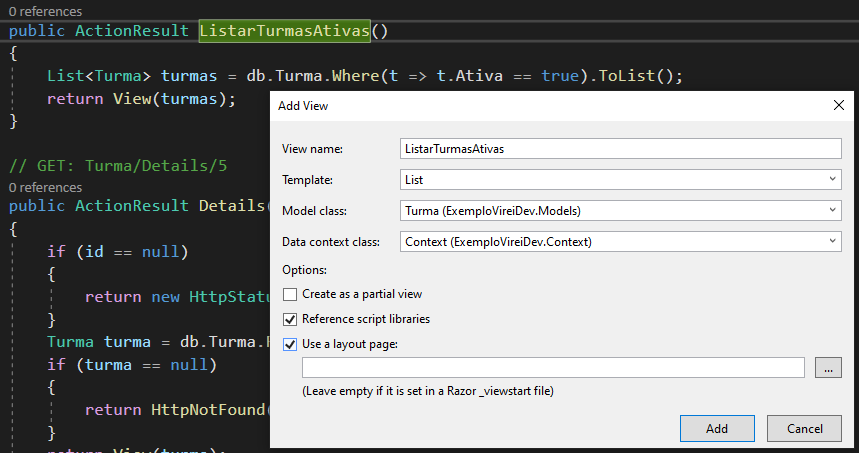 0 references
public ActionResult ListarTurmasAtivas()
{
List<Turma> turmas = db.Turma.Where(t => t.Ativa == true).ToList();
return View(turmas);
}
// GET: Turma/Details/5
0 references
public ActionResult Details(
{
if (id == null)
{
return new HttpStatu
}
Turma turma = db.Turma.F
if (turma == null)
{
return HttpNotFound(
}
return View(turma);
Add View
View name:
ListarTurmasAtivas
Template:
List
Model class:
Turma (ExemploVireiDev.Models)
Data context class:
Context (ExemploVireiDev.Context)
Options:
Create as a partial view
Reference script libraries
Use a layout page:
...
(Leave empty if it is set in a Razor _viewstart file)
Add
Cancel